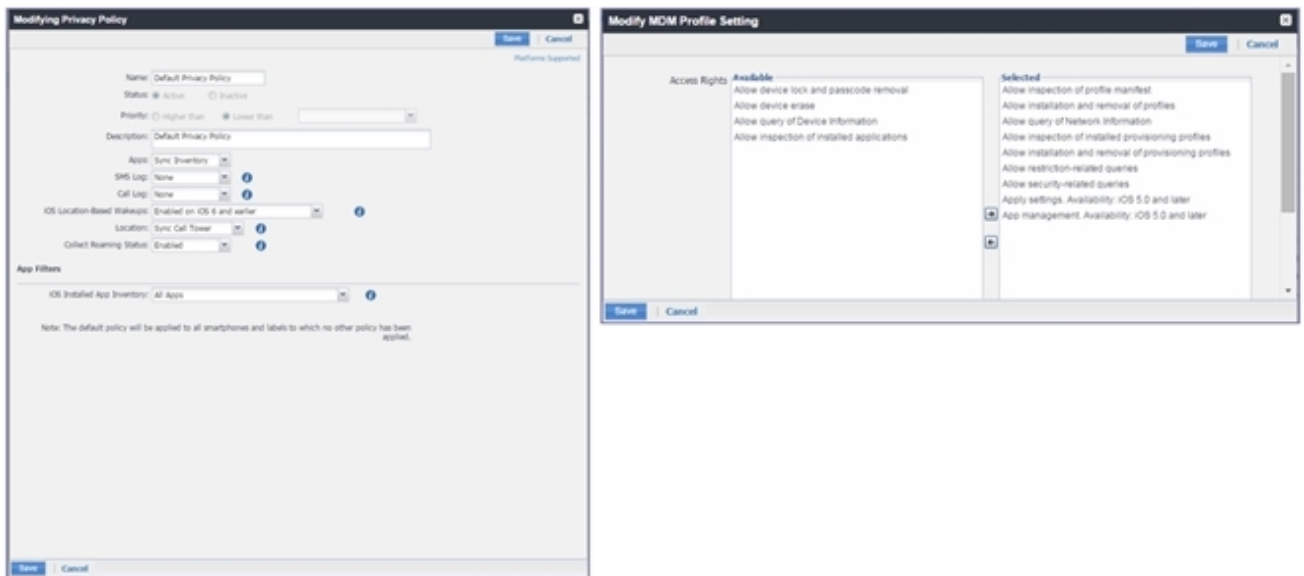 Modifying Privacy Policy
Save | Cancel
Platforms Supported
Name: Default Privacy Policy
Status: Active Inactive
Priority: Higher than Lower than
Description: Default Privacy Policy
Apps: Sync Inventory
SMS Log: None
Call Log: None
iOS Location-Based Wakeups: Enabled on iOS 6 and earlier
Location: Sync Cell Tower
Collect Roaming Status: Enabled
App Filters
iOS Installed App Inventory: All Apps
Note: The default policy will be applied to all smartphones and labels to which no other policy has been
applied.
Save | Cancel
Modify MDM Profile Setting
Save | Cancel
Access Rights
Available
Allow device lock and passcode removal
Allow device erase
Allow query of Device Information
Allow inspection of installed applications
Selected
Allow inspection of profile manifest.
Allow installation and removal of profiles
Allow query of Network Information
Allow inspection of installed provisioning profiles
Allow installation and removal of provisioning profiles
Allow restriction-related queries
Allow security-related queries
Apply settings. Availability: iOS 5.0 and later
App management. Availability: iOS 5.0 and later
Save | Cancel